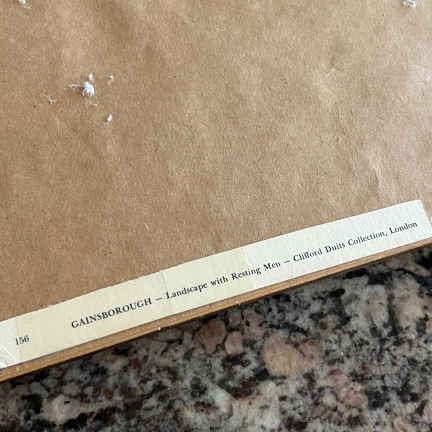 156 GAINSBOROUGH — Landscape with Resting Men — Clifford Duits Collection, London